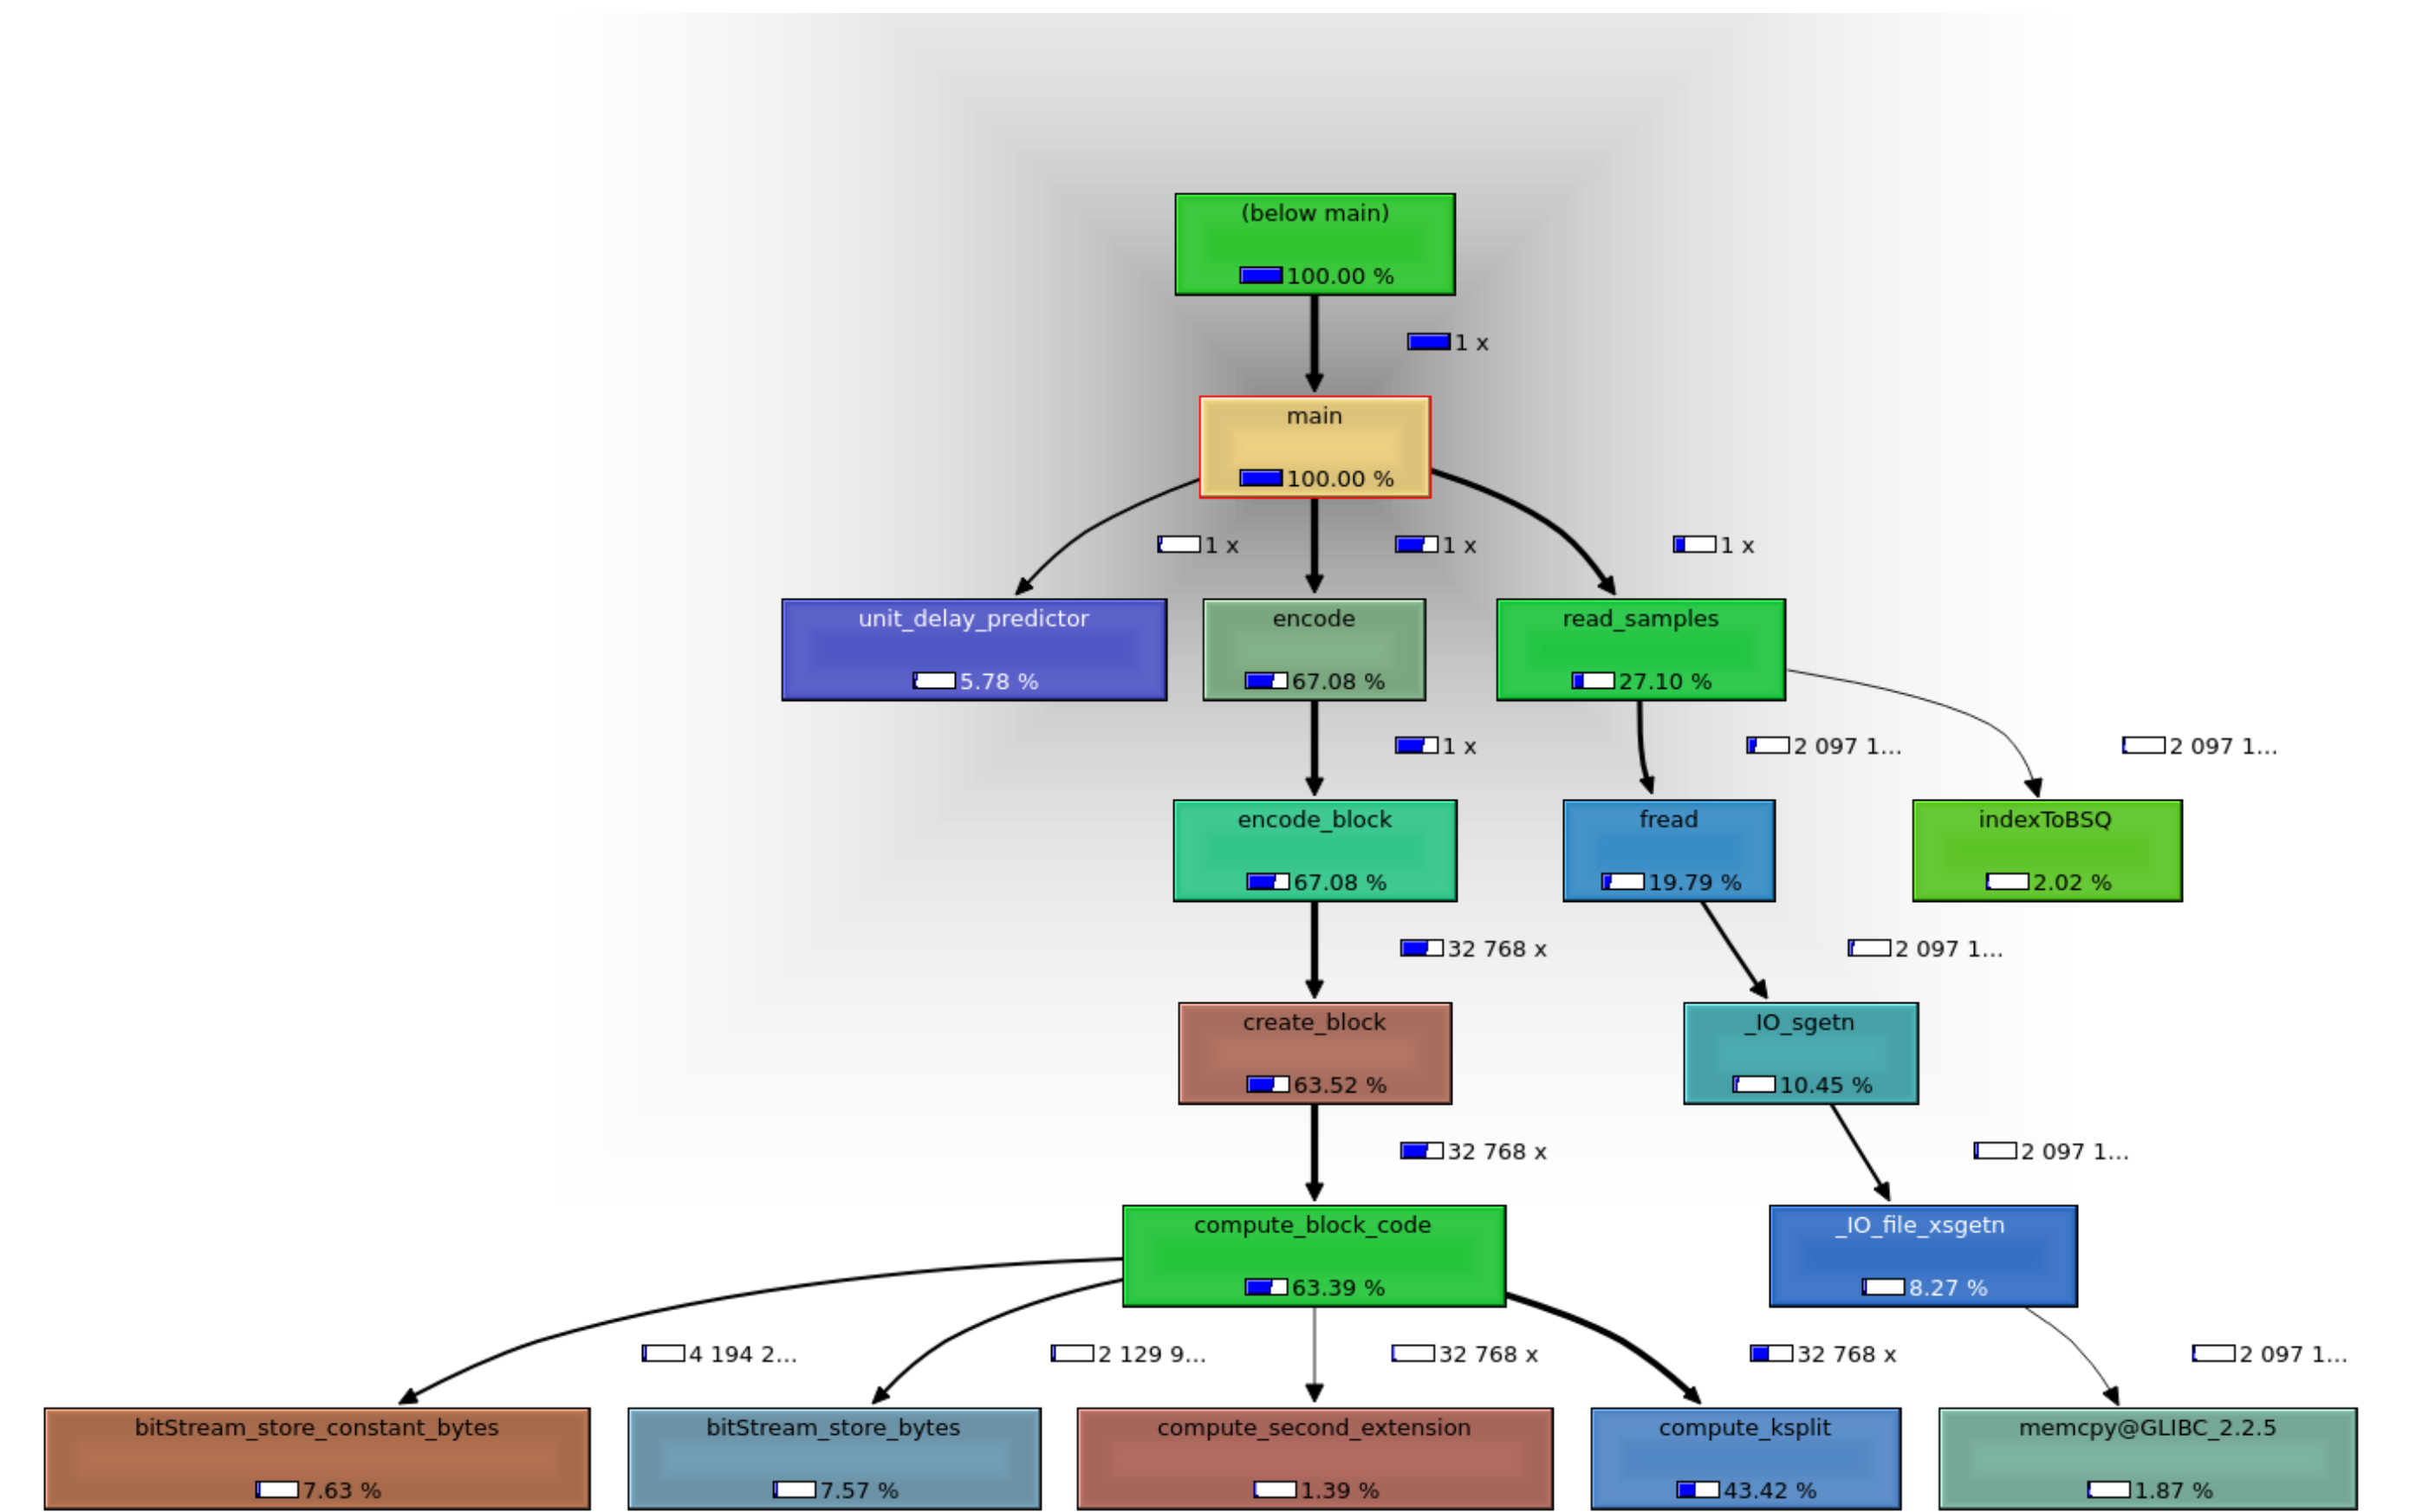 (below main)
100.00 %
1 x
main
100.00 %
1 x
1 x
1 x
unit_delay_predictor
5.78 %
encode
67.08 %
read_samples
27.10 %
1 x
2 097 1...
2 097 1...
encode_block
67.08 %
fread
19.79 %
indexToBSQ
2.02 %
32 768 x
2 097 1...
create_block
63.52 %
_IO_sgetn
10.45 %
32 768 x
2 097 1...
compute_block_code
63.39 %
_IO_file_xsgetn
8.27 %
4 194 2...
2 129 9...
32 768 x
32 768 x
2 097 1...
bitStream_store_constant_bytes
7.63 %
bitStream_store_bytes
7.57 %
compute_second_extension
1.39 %
compute_ksplit
43.42 %
memcpy@GLIBC_2.2.5
1.87 %